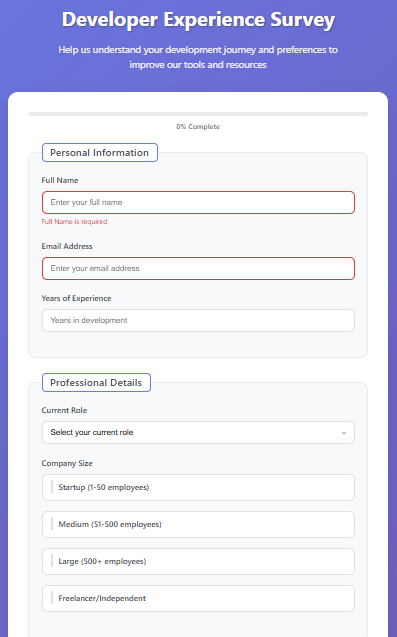 Developer Experience Survey
Help us understand your development journey and preferences to
improve our tools and resources
0% Complete
Personal Information
Full Name
Enter your full name
Full Name is required
Email Address
Enter your email address
Years of Experience
Years in development
Professional Details
Current Role
Select your current role
Company Size
Startup (1-50 employees)
Medium (51-500 employees)
Large (500+ employees)
Freelancer/Independent